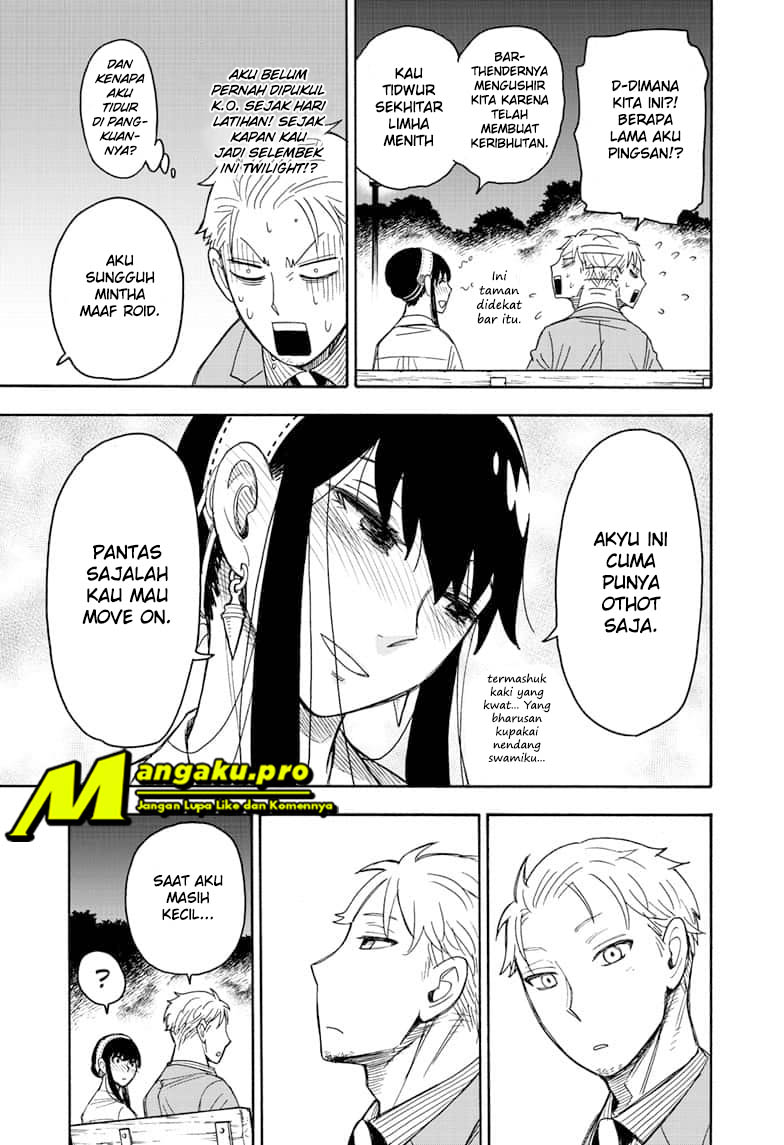 D-DIMANA
KITA INI?!
BERAPA
LAMA AKU
PINGSAN!?
BAR-
THENDERNYA
MENGUSHIR
KITA KARENA
TELAH
MEMBUAT
KERIBHUTAN.
KAU
TIDWUR
SEKHITAR
LIMHA
MENITH
Ini
taman
didekat
bar itu.
AKU BELUM
PERNAH DIPUKUL
K.O. SEJAK HARI
LATIHAN! SEJAK
KAPAN KAU
JADI SELEMBEK
INI TWILIGHT!?
DAN
KENAPA
AKU
TIDUR
DI PANG-
KUAN-
NYA?
AKU
SUNGGUH
MINTHA
MAAF ROID.
AKYU INI
CUMA
PUNYA
OTHOT
SAJA.
termashuk
kaki yang
kwat... Yang
bharusan
kupakai
nendang
swamiku...
PANTAS
SAJALAH
KAU MAU
MOVE ON.
Mangaku.pro
Jangan Lupa Like dan Komennya
SAAT AKU
MASIH
KECIL...
?